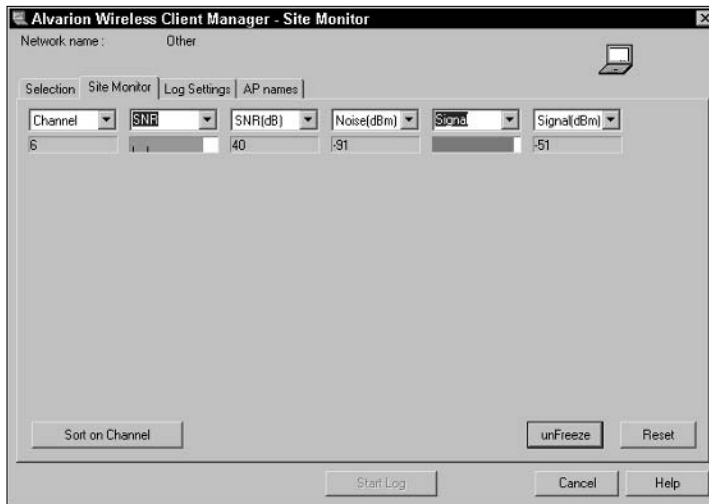 Alvarion Wireless Client Manager - Site Monitor
Network name : Other
Selection Site Monitor Log Settings AP names
Channel SNR SNR(dB) Noise(dBm) Signal Signal(dBm)
6 40 -91 -51
Sort on Channel unFreeze Reset
Start Log Cancel Help